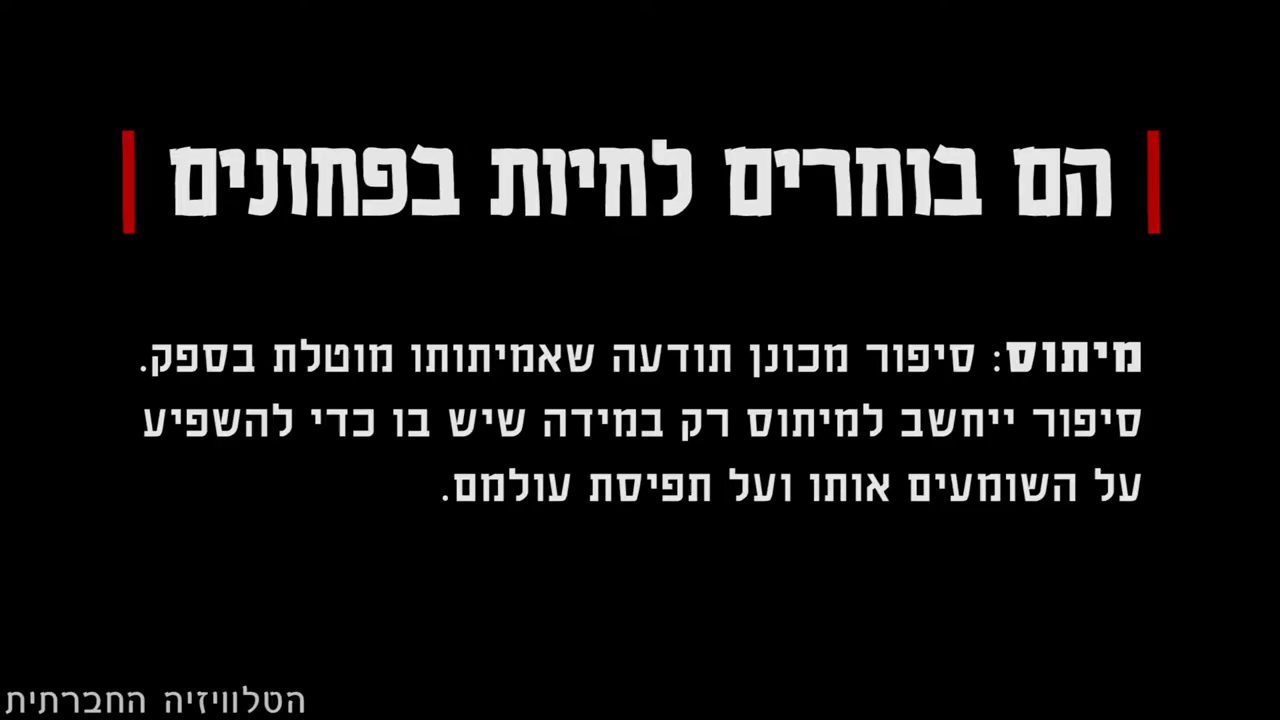 הם בוחרים לחיות בפחונים
מיתוס: סיפור מכונן תודעה שאמיתותו מוטלת בספק.
סיפור ייחשב למיתוס רק במידה שיש בו כדי להשפיע
על השומעים אותו ועל תפיסת עולמם.
הטלוויזיה החברתית